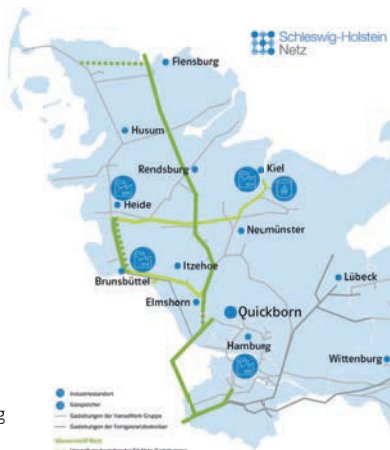 Schleswig-Holstein
Netz
Flensburg
Husum
Rendsburg
Kiel
Heide
Neumünster
Itzehoe
Lübeck
Brunsbüttel
Elmshorn
Quickborn
Hamburg
Wittenburg
g
Industriestandort
Gasspeicher
Gasleitungen der HanseWerk Gruppe
Gasleitungen der Ferngasnetzbetreiber
Wasserstoff-Netz